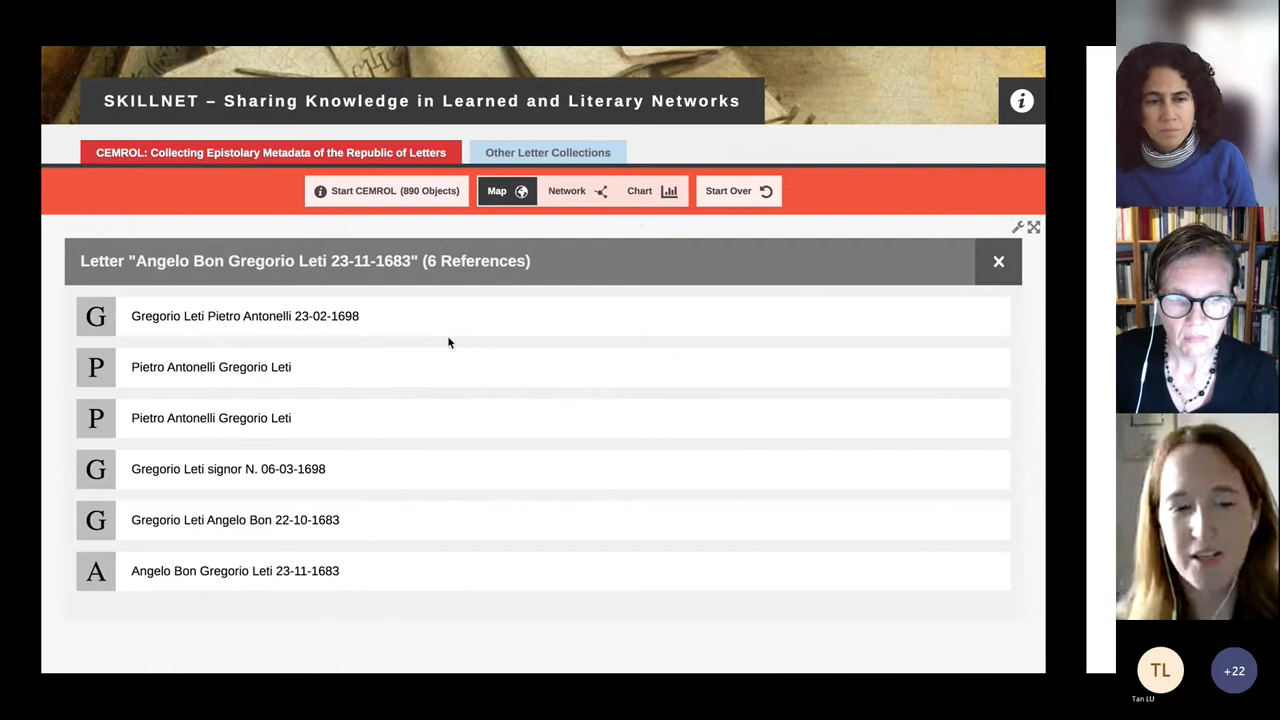 SKILLNET – Sharing Knowledge in Learned and Literary Networks
CEMROL: Collecting Epistolary Metadata of the Republic of Letters
Other Letter Collections
Start CEMROL (890 Objects)
Map
Network
Chart
Start Over
Letter "Angelo Bon Gregorio Leti 23-11-1683" (6 References)
G Gregorio Leti Pietro Antonelli 23-02-1698
P Pietro Antonelli Gregorio Leti
P Pietro Antonelli Gregorio Leti
G Gregorio Leti signor N. 06-03-1698
G Gregorio Leti Angelo Bon 22-10-1683
A Angelo Bon Gregorio Leti 23-11-1683
TL
+22
Tan LU